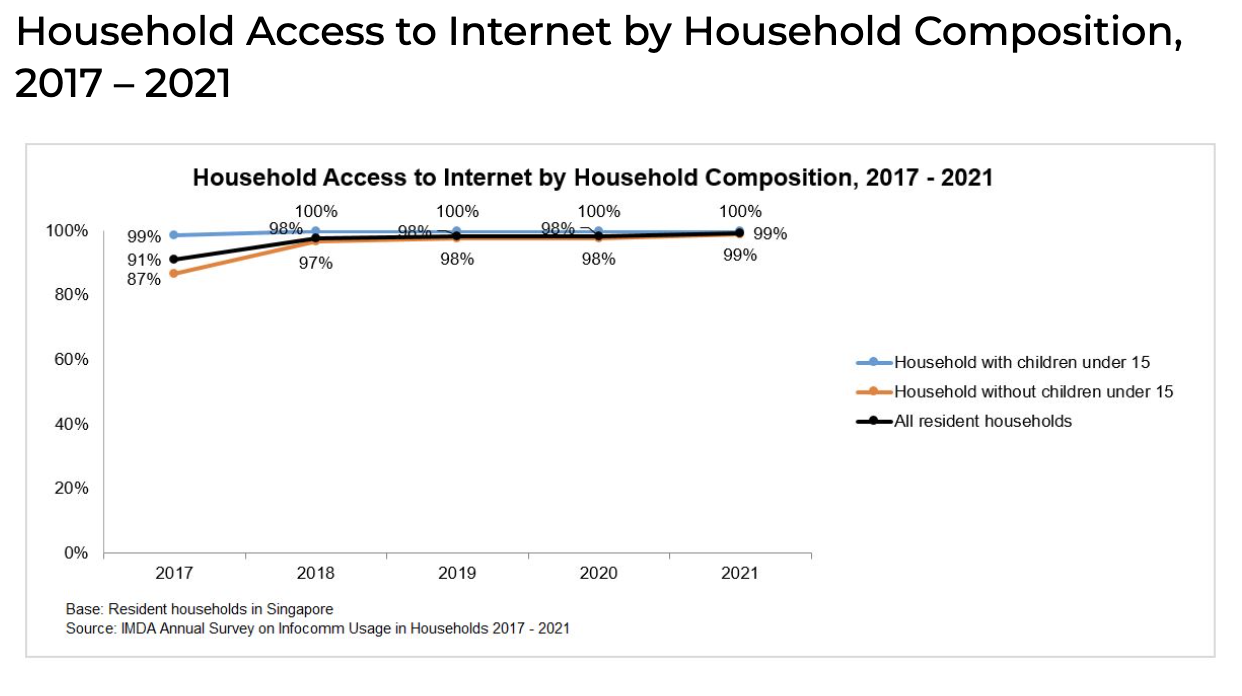 Household Access to Internet by Household Composition,
2017 – 2021
Household Access to Internet by Household Composition, 2017 - 2021
100% 100% 100% 100%
98% 98% 98%
100%
99%
99%
91%
87%
97% 98% 98% 99%
80%
60%
40%
20%
0%
2017 2018 2019 2020 2021
Household with children under 15
Household without children under 15
All resident households
Base: Resident households in Singapore
Source: IMDA Annual Survey on Infocomm Usage in Households 2017 - 2021